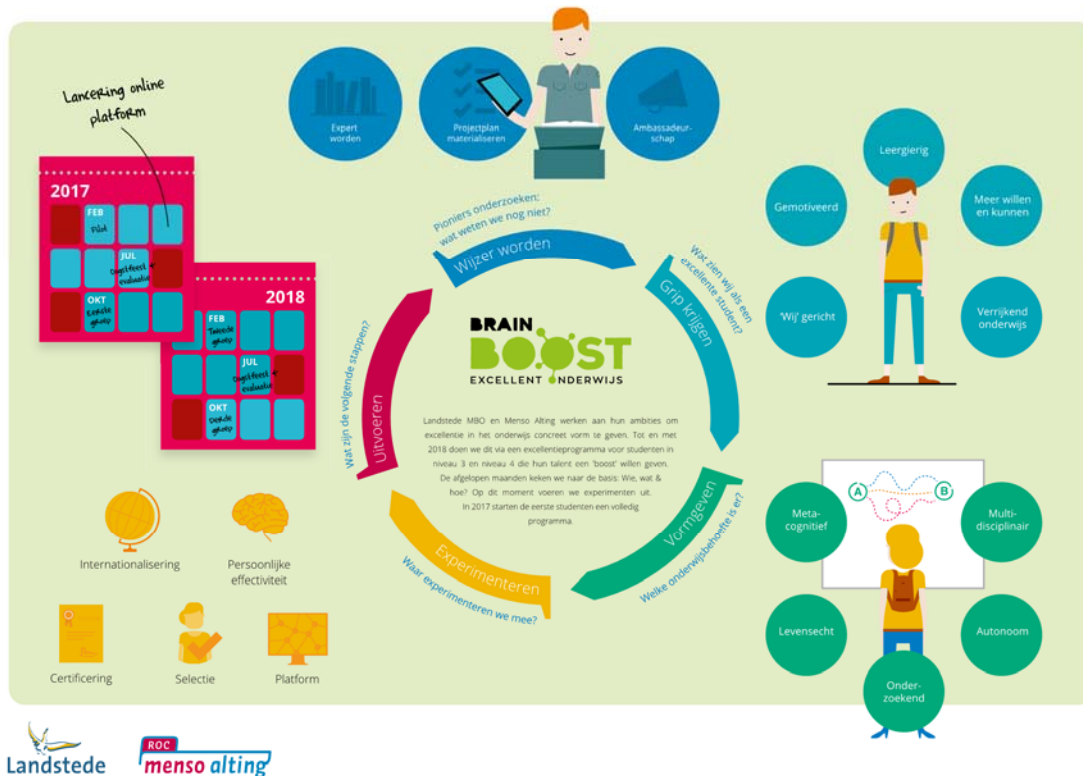 Lancering online
platform
2017
FEB
Pilot
JUL
Oogstfeest +
evaluatie
OKT
Eerste
groep
2018
FEB
Tweede
groep
JUL
Oogstfeest +
evaluatie
OKT
Derde
groep
Expert
worden
Projectplan
materialiseren
Ambassadeur-
schap
Leergierig
Gemotiveerd
Meer willen
en kunnen
'Wij' gericht
Verrijkend
onderwijs
Pioniers onderzoeken:
wat weten we nog niet?
Wijzer worden
Wat zien wij als een
excellente student?
Grip krijgen
Wat zijn de volgende stappen?
Uitvoeren
BRAIN
BOOST
EXCELLENT ONDERWIJS
Landstede MBO en Menso Alting werken aan hun ambities om
excellentie in het onderwijs concreet vorm te geven. Tot en met
2018 doen we dit via een excellentieprogramma voor studenten in
niveau 3 en niveau 4 die hun talent een 'boost' willen geven.
De afgelopen maanden keken we naar de basis: Wie, wat &
hoe? Op dit moment voeren we experimenten uit.
In 2017 starten de eerste studenten een volledig
programma.
Vormgeven
Welke onderwijsbehoefte is er?
Experimenteren
Waar experimenteren we mee?
A
B
Meta-
cognitief
Multi-
disciplinair
Levensecht
Autonoom
Onder-
zoekend
Internationalisering
Persoonlijke
effectiviteit
Certificering
Selectie
Platform
Landstede
ROC
menso alting